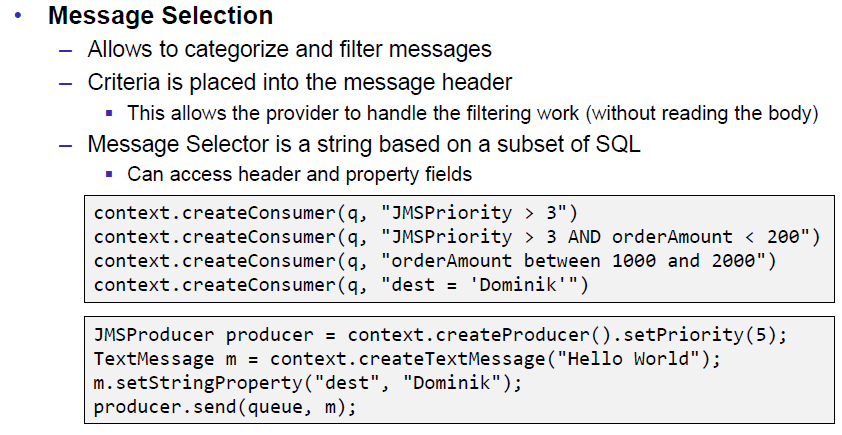 • Message Selection
– Allows to categorize and filter messages
– Criteria is placed into the message header
▪ This allows the provider to handle the filtering work (without reading the body)
– Message Selector is a string based on a subset of SQL
▪ Can access header and property fields
context.createConsumer(q, "JMSPriority > 3")
context.createConsumer(q, "JMSPriority > 3 AND orderAmount < 200")
context.createConsumer(q, "orderAmount between 1000 and 2000")
context.createConsumer(q, "dest = 'Dominik'")
JMSProducer producer = context.createProducer().setPriority(5);
TextMessage m = context.createTextMessage("Hello World");
m.setStringProperty("dest", "Dominik");
producer.send(queue, m);